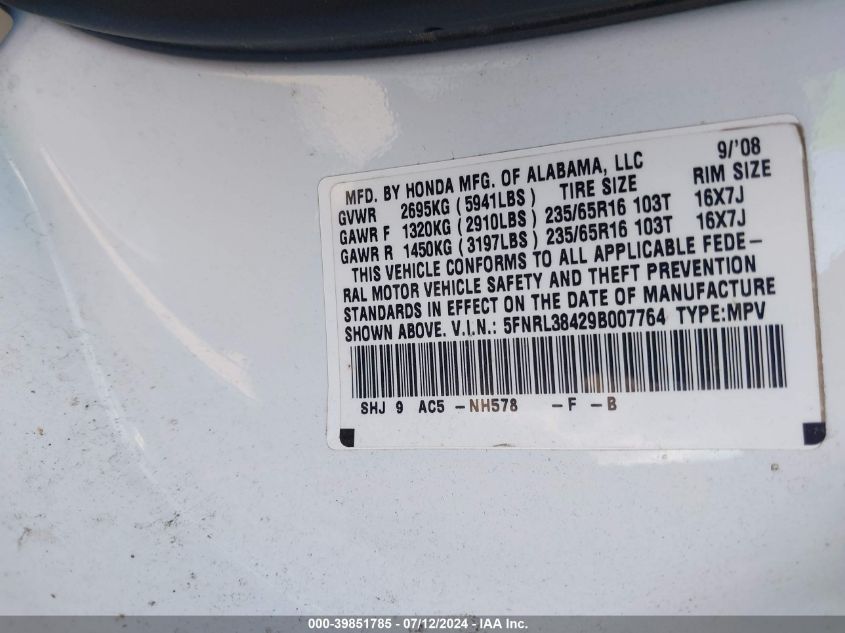 9/'08
MFD. BY HONDA MFG. OF ALABAMA, LLC
TIRE SIZE RIM SIZE
GVWR 2695KG (5941LBS)
GAWR F 1320KG (2910LBS) 235/65R16 103T 16X7J
GAWR R 1450KG (3197LBS) 235/65R16 103T 16X7J
THIS VEHICLE CONFORMS TO ALL APPLICABLE FEDE–
RAL MOTOR VEHICLE SAFETY AND THEFT PREVENTION
STANDARDS IN EFFECT ON THE DATE OF MANUFACTURE
SHOWN ABOVE. V.I.N.: 5FNRL38429B007764 TYPE:MPV
SHJ 9 AC5 –NH578 –F –B
000-39851785 - 07/12/2024 - IAA Inc.